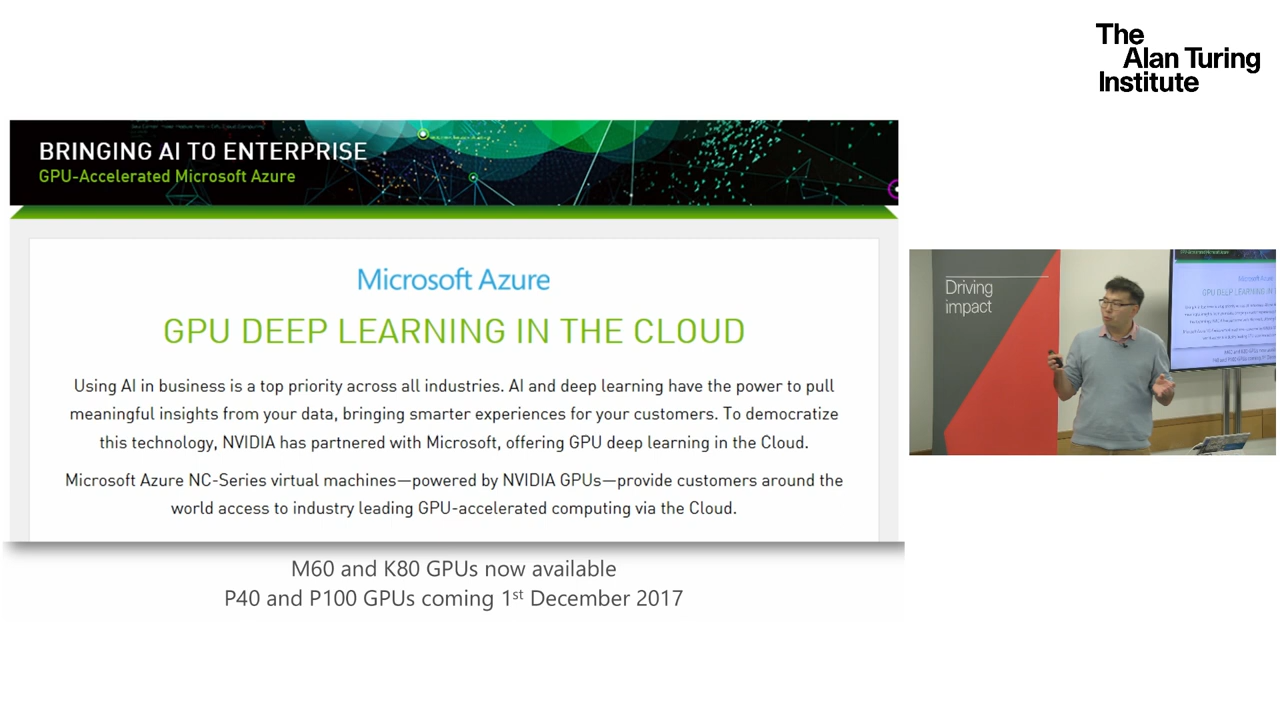 The
Alan Turing
Institute
BRINGING AI TO ENTERPRISE
GPU-Accelerated Microsoft Azure
Microsoft Azure
GPU DEEP LEARNING IN THE CLOUD
Using AI in business is a top priority across all industries. AI and deep learning have the power to pull
meaningful insights from your data, bringing smarter experiences for your customers. To democratize
this technology, NVIDIA has partnered with Microsoft, offering GPU deep learning in the Cloud.
Microsoft Azure NC-Series virtual machines—powered by NVIDIA GPUs—provide customers around the
world access to industry leading GPU-accelerated computing via the Cloud.
M60 and K80 GPUs now available
P40 and P100 GPUs coming 1st December 2017
Driving
impact